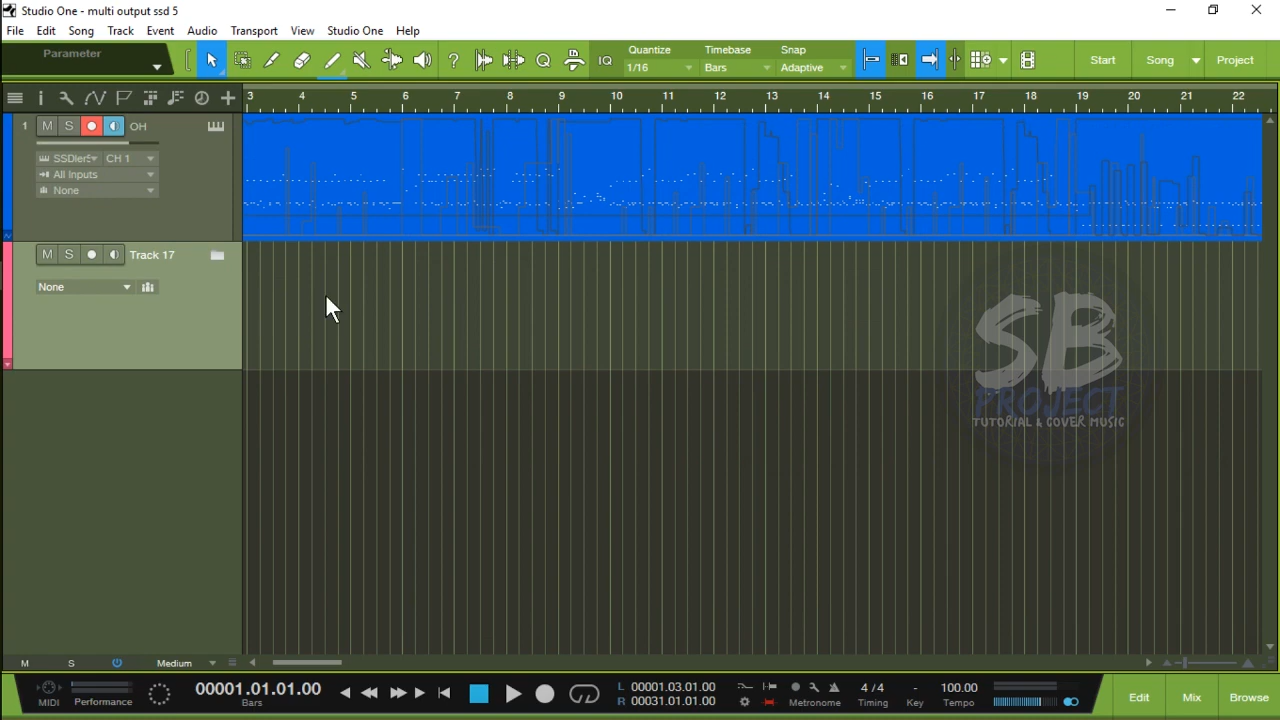 Studio One - multi output ssd 5
File Edit Song Track Event Audio Transport View Studio One Help
Parameter
IQ
Quantize Timebase Snap
1/16 Bars Adaptive
Start Song Project
3 4 5 6 7 8 9 10 11 12 13 14 15 16 17 18 19 20 21 22
1 M S OH
CH 1
All Inputs
None
M S Track 17
None
SB
PROJECT
TUTORIAL & COVER MUSIC
M S Medium
MIDI Performance
00001.01.01.00
Bars
L 00001.03.01.00
R 00031.01.01.00
Metronome
4 / 4 - 100.00
Timing Key Tempo
Edit Mix Browse